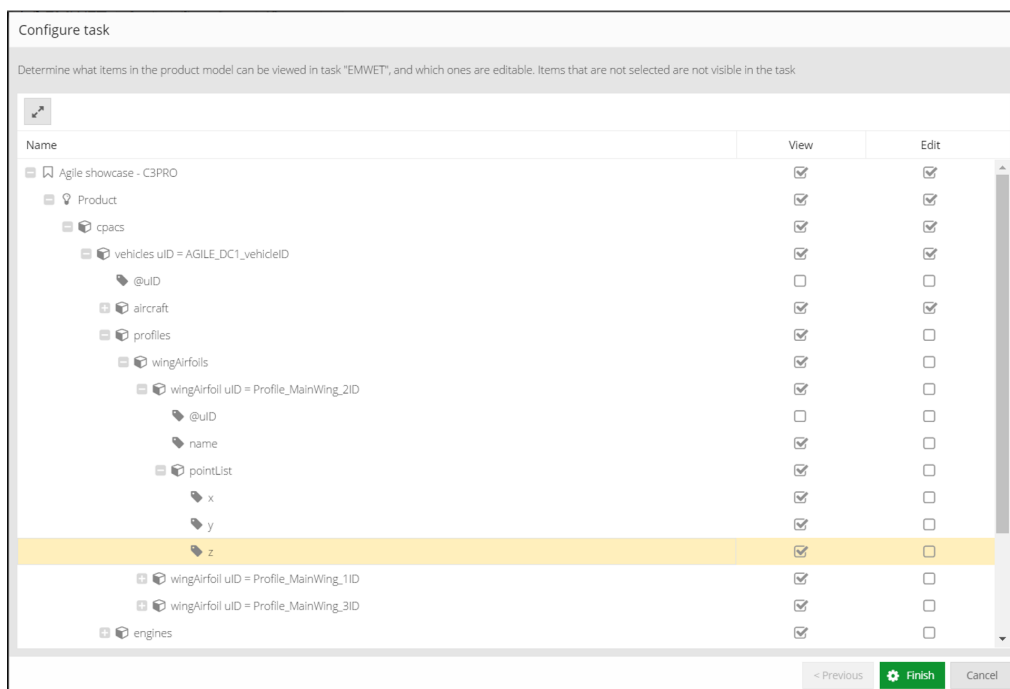 Configure task
Determine what items in the product model can be viewed in task "EMWET", and which ones are editable. Items that are not selected are not visible in the task
Name View Edit
Agile showcase - C3PRO
Product
cpacs
vehicles uID = AGILE_DC1_vehicleID
@uID
aircraft
profiles
wingAirfoils
wingAirfoil uID = Profile_MainWing_2ID
@uID
name
pointList
x
y
z
wingAirfoil uID = Profile_MainWing_1ID
wingAirfoil uID = Profile_MainWing_3ID
engines
< Previous Finish Cancel